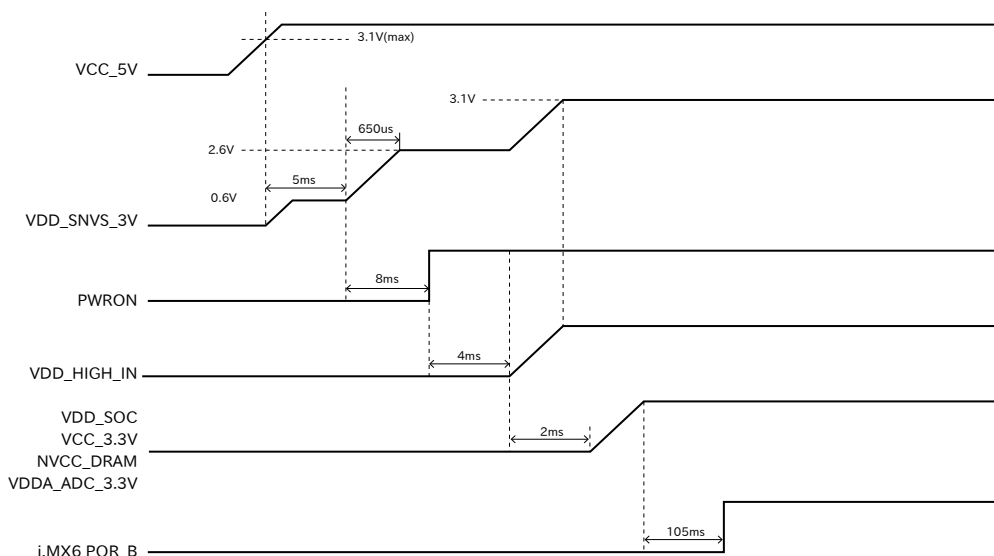 3.1V(max)
VCC_5V
3.1V
650us
2.6V
5ms
0.6V
VDD_SNVS_3V
8ms
PWRON
4ms
VDD_HIGH_IN
VDD_SOC
VCC_3.3V
2ms
NVCC_DRAM
VDDA_ADC_3.3V
105ms
i.MX6 POR_B